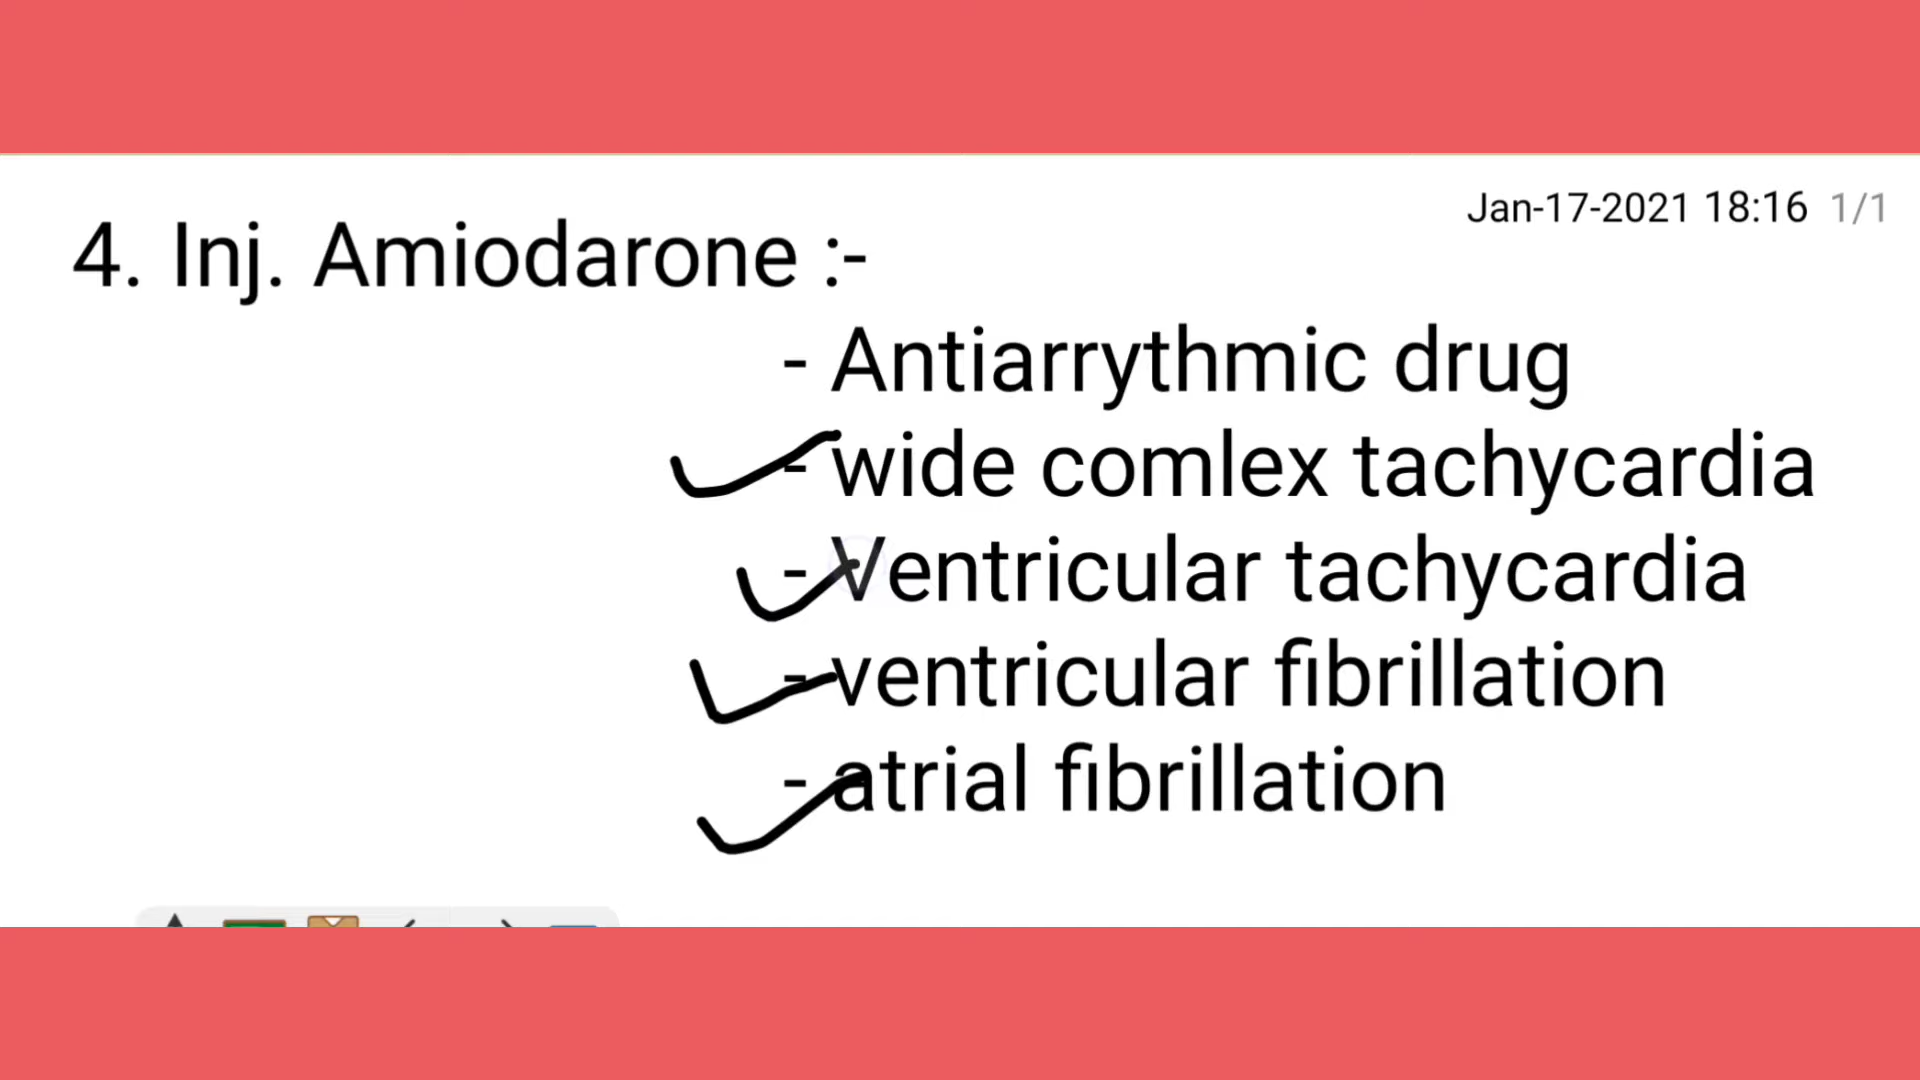 Jan-17-2021 18:16 1/1
4. Inj. Amiodarone :-
- Antiarrythmic drug
- wide comlex tachycardia
- Ventricular tachycardia
- ventricular fibrillation
- atrial fibrillation